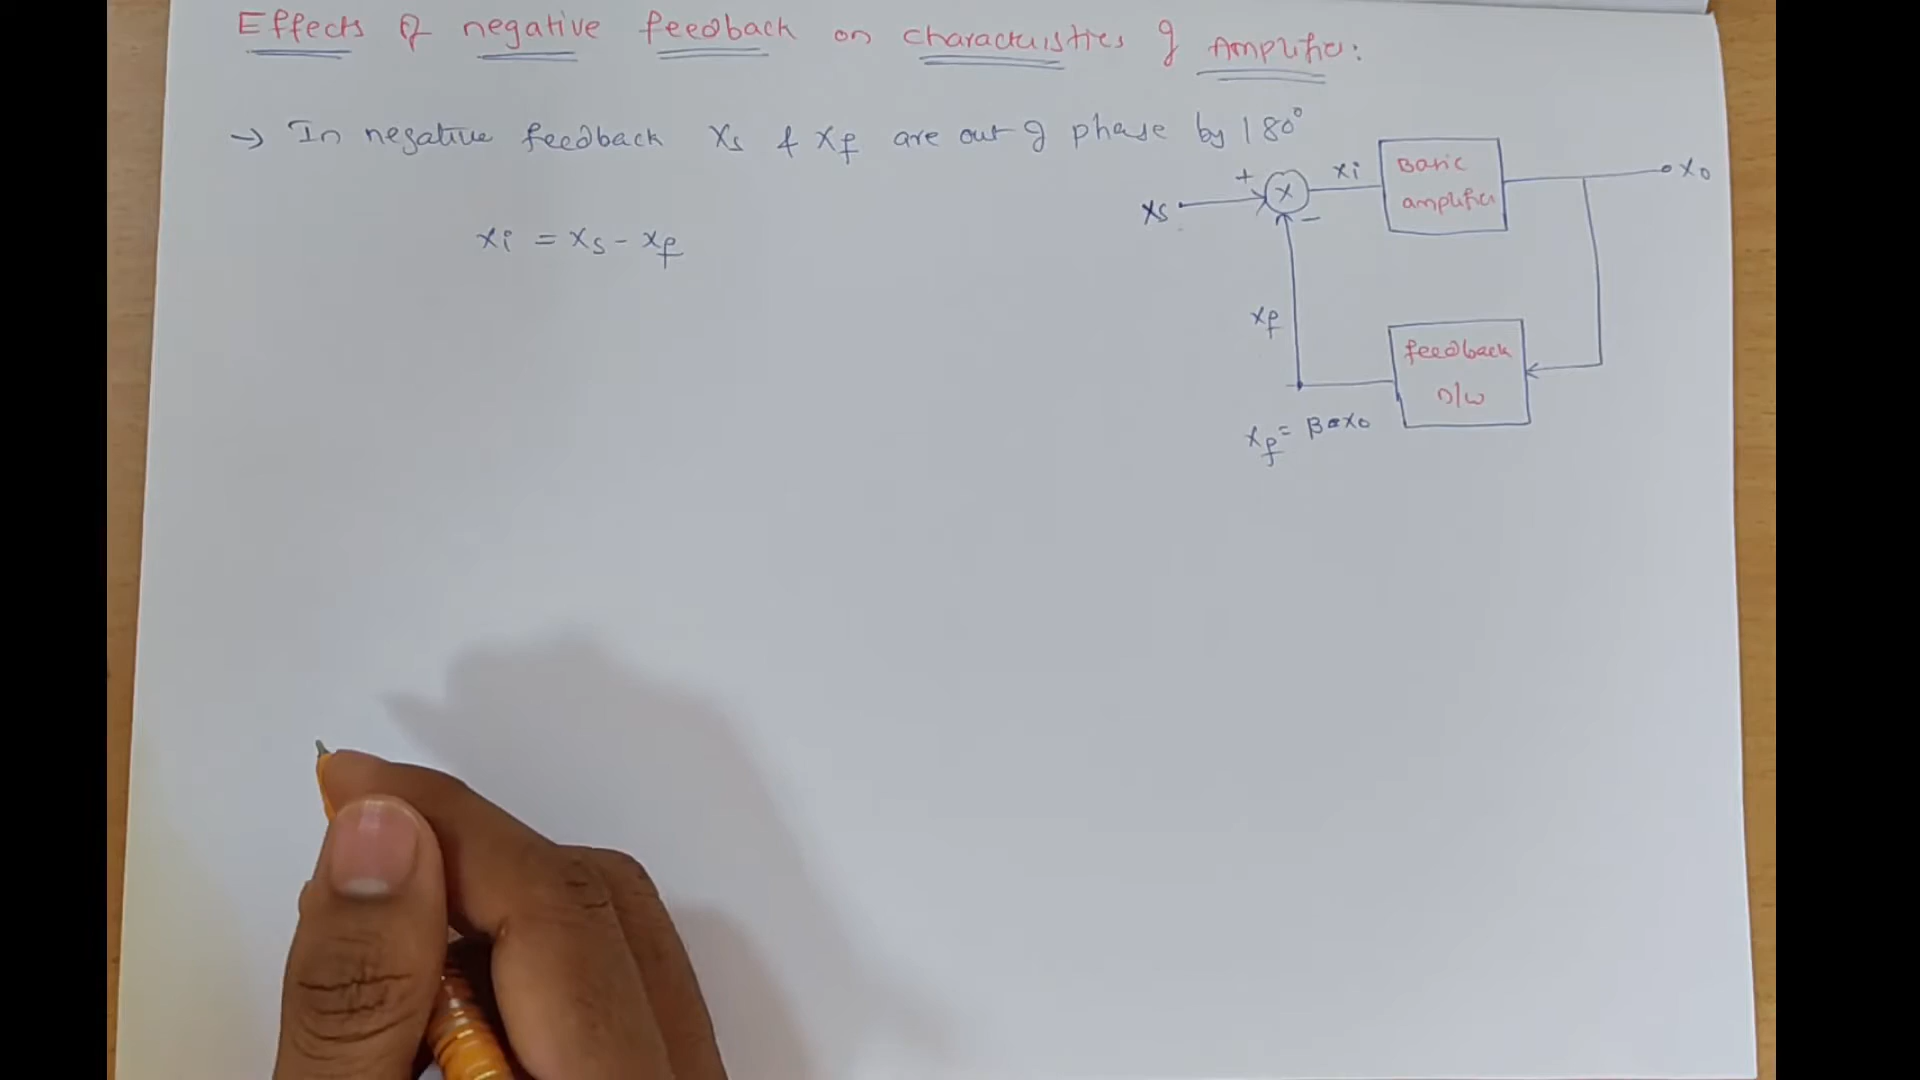 Effects of negative feedback on characteristics of Amplifier:
→ In negative feedback Xs & Xf are out of phase by 180°
Xi = Xs - Xf
Xs
+
X
-
Xi
Basic
amplifier
Xo
Xf
feedback
n/w
Xf = β Xo